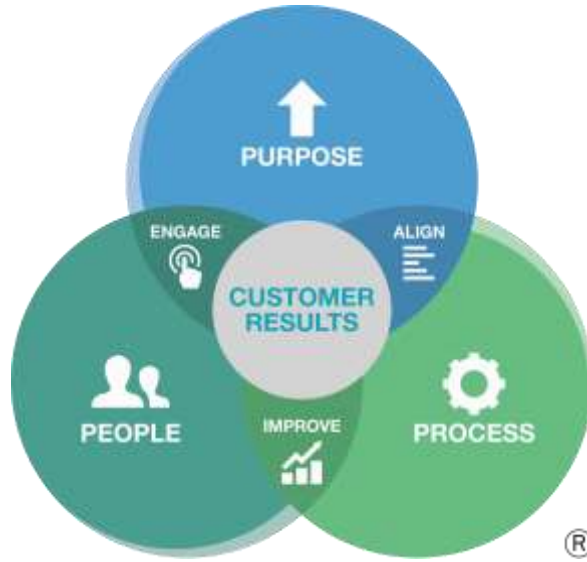 PURPOSE
ENGAGE
ALIGN
CUSTOMER
RESULTS
PEOPLE
IMPROVE
PROCESS
®